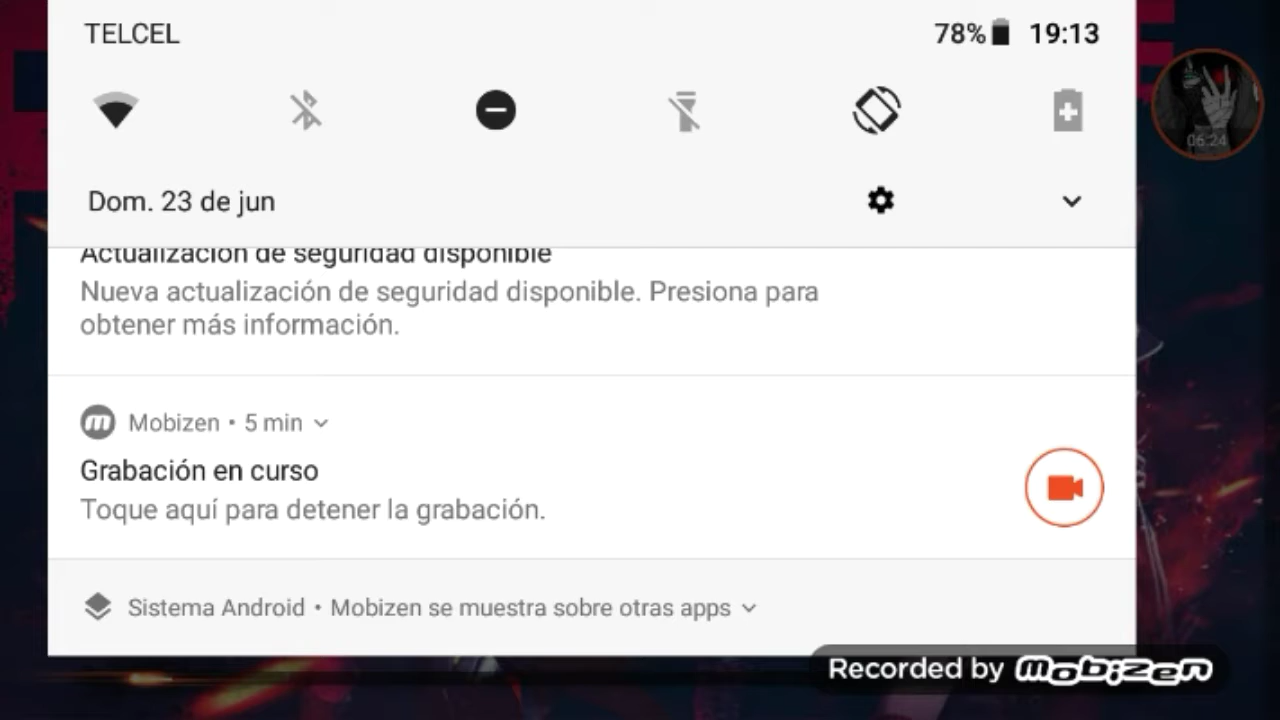 TELCEL 78% 19:13
06:24
Dom. 23 de jun
Actualización de seguridad disponible
Nueva actualización de seguridad disponible. Presiona para
obtener más información.
m Mobizen • 5 min
Grabación en curso
Toque aquí para detener la grabación.
Sistema Android • Mobizen se muestra sobre otras apps
Recorded by mobizen